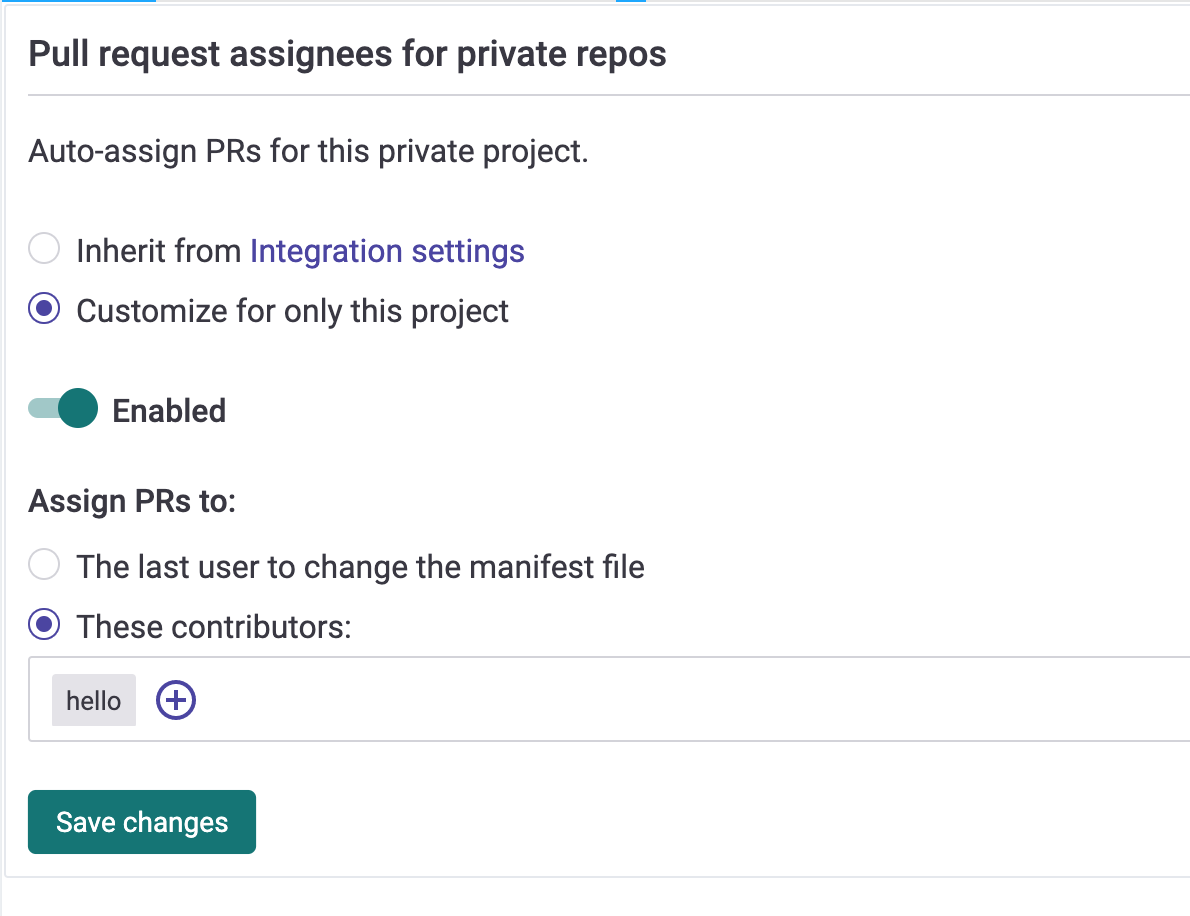 Pull request assignees for private repos
Auto-assign PRs for this private project.
Inherit from Integration settings
Customize for only this project
Enabled
Assign PRs to:
The last user to change the manifest file
These contributors:
hello
Save changes